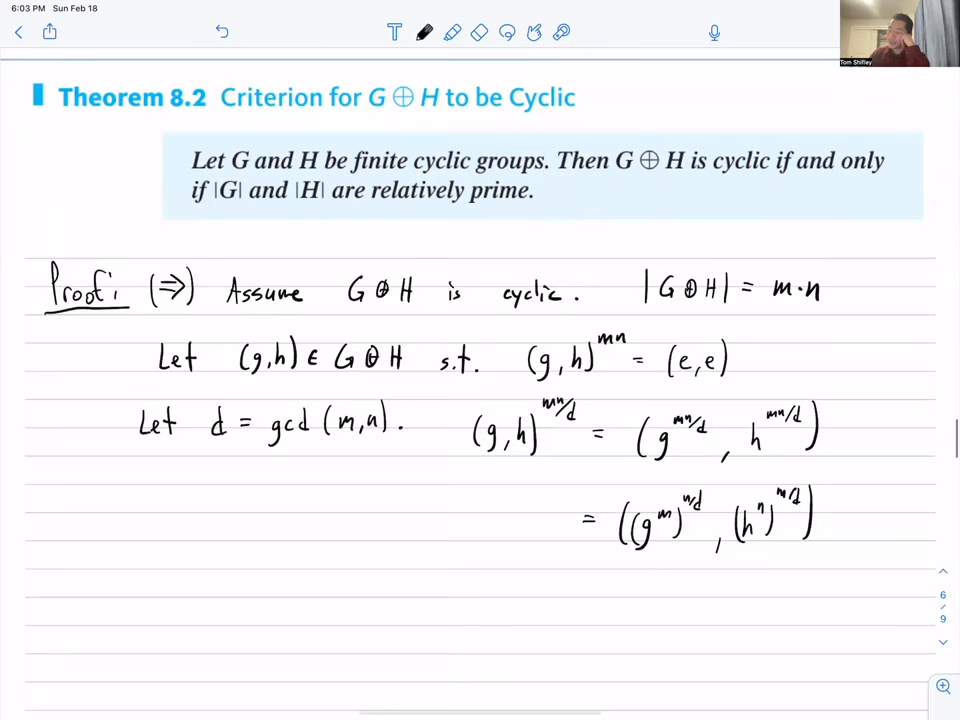 6:03 PM Sun Feb 18
T
Tom Shifley
Theorem 8.2 Criterion for G ⊕ H to be Cyclic
Let G and H be finite cyclic groups. Then G ⊕ H is cyclic if and only
if |G| and |H| are relatively prime.
Proof: (⇒) Assume G ⊕ H is cyclic. |G ⊕ H| = m·n
Let (g,h) ∈ G ⊕ H s.t. (g,h)^{mn} = (e,e)
Let d = gcd(m,n). (g,h)^{mn/d} = (g^{mn/d}, h^{mn/d})
= ((g^m)^{n/d}, (h^n)^{m/d})
6
/
9